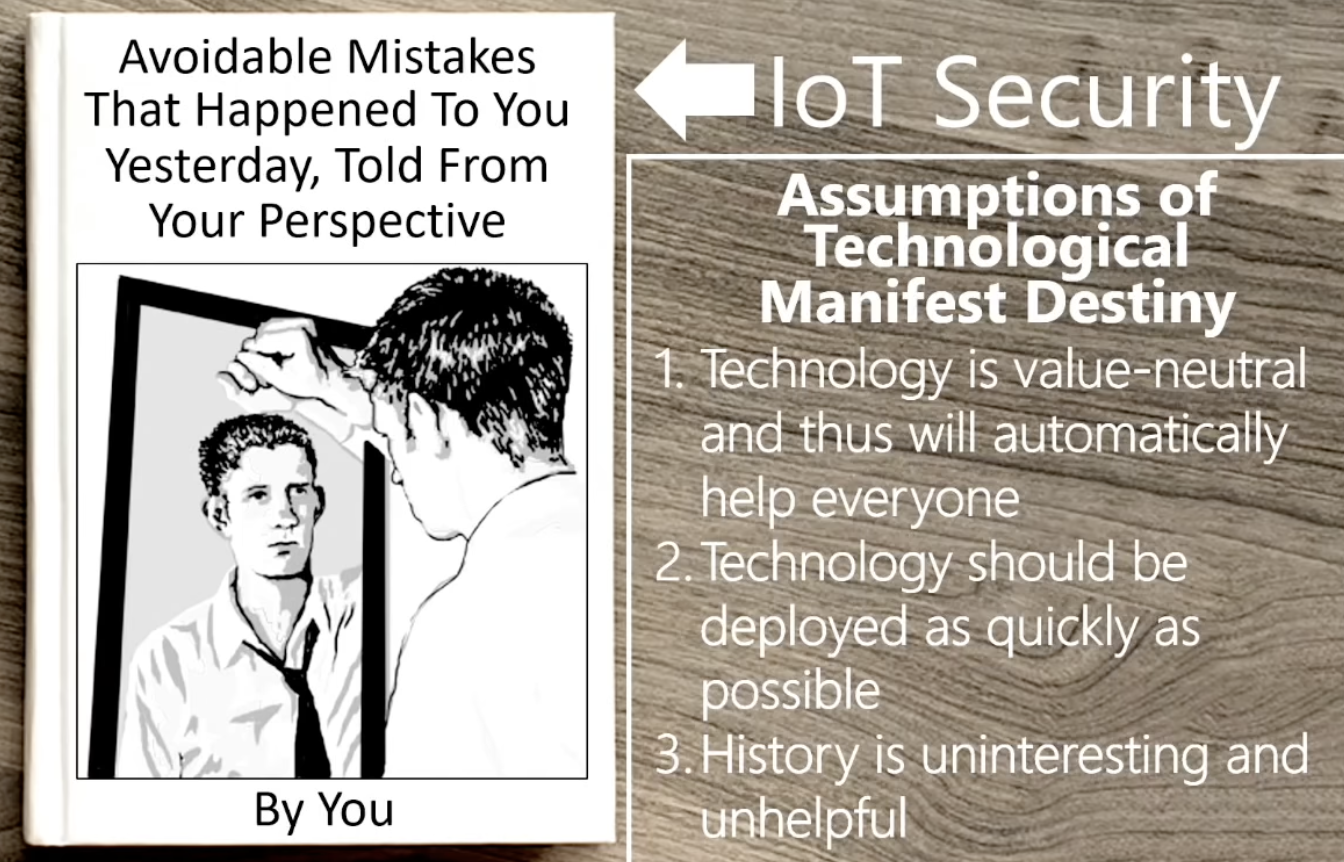 Avoidable Mistakes
That Happened To You
Yesterday, Told From
Your Perspective
By You
IoT Security
Assumptions of
Technological
Manifest Destiny
1. Technology is value-neutral
and thus will automatically
help everyone
2. Technology should be
deployed as quickly as
possible
3. History is uninteresting and
unhelpful